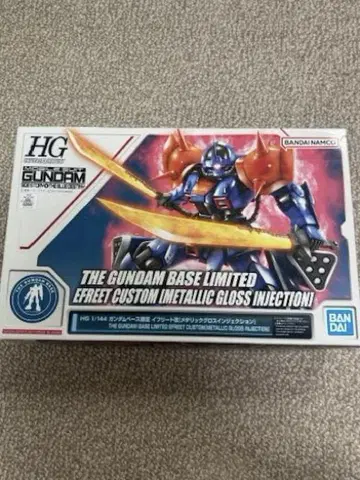 HG
GUNDAM
BANDAI NAMCO
THE GUNDAM BASE LIMITED
EFREET CUSTOM [METALLIC GLOSS INJECTION]
HG 1/144 ガンダムベース限定 イフリート改[メタリックグロスインジェクション]
THE GUNDAM BASE LIMITED EFREET CUSTOM[METALLIC GLOSS INJECTION]
BAN
DAI